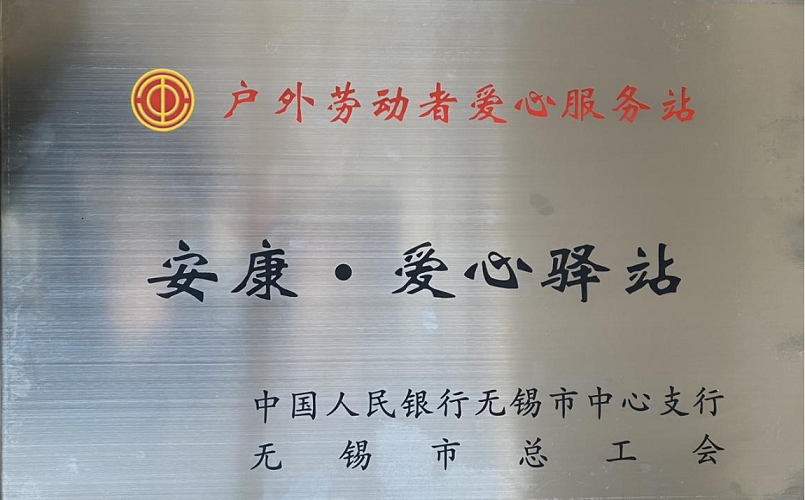 户外劳动者爱心服务站
安康·爱心驿站
中国人民银行无锡市中心支行
无锡市总工会